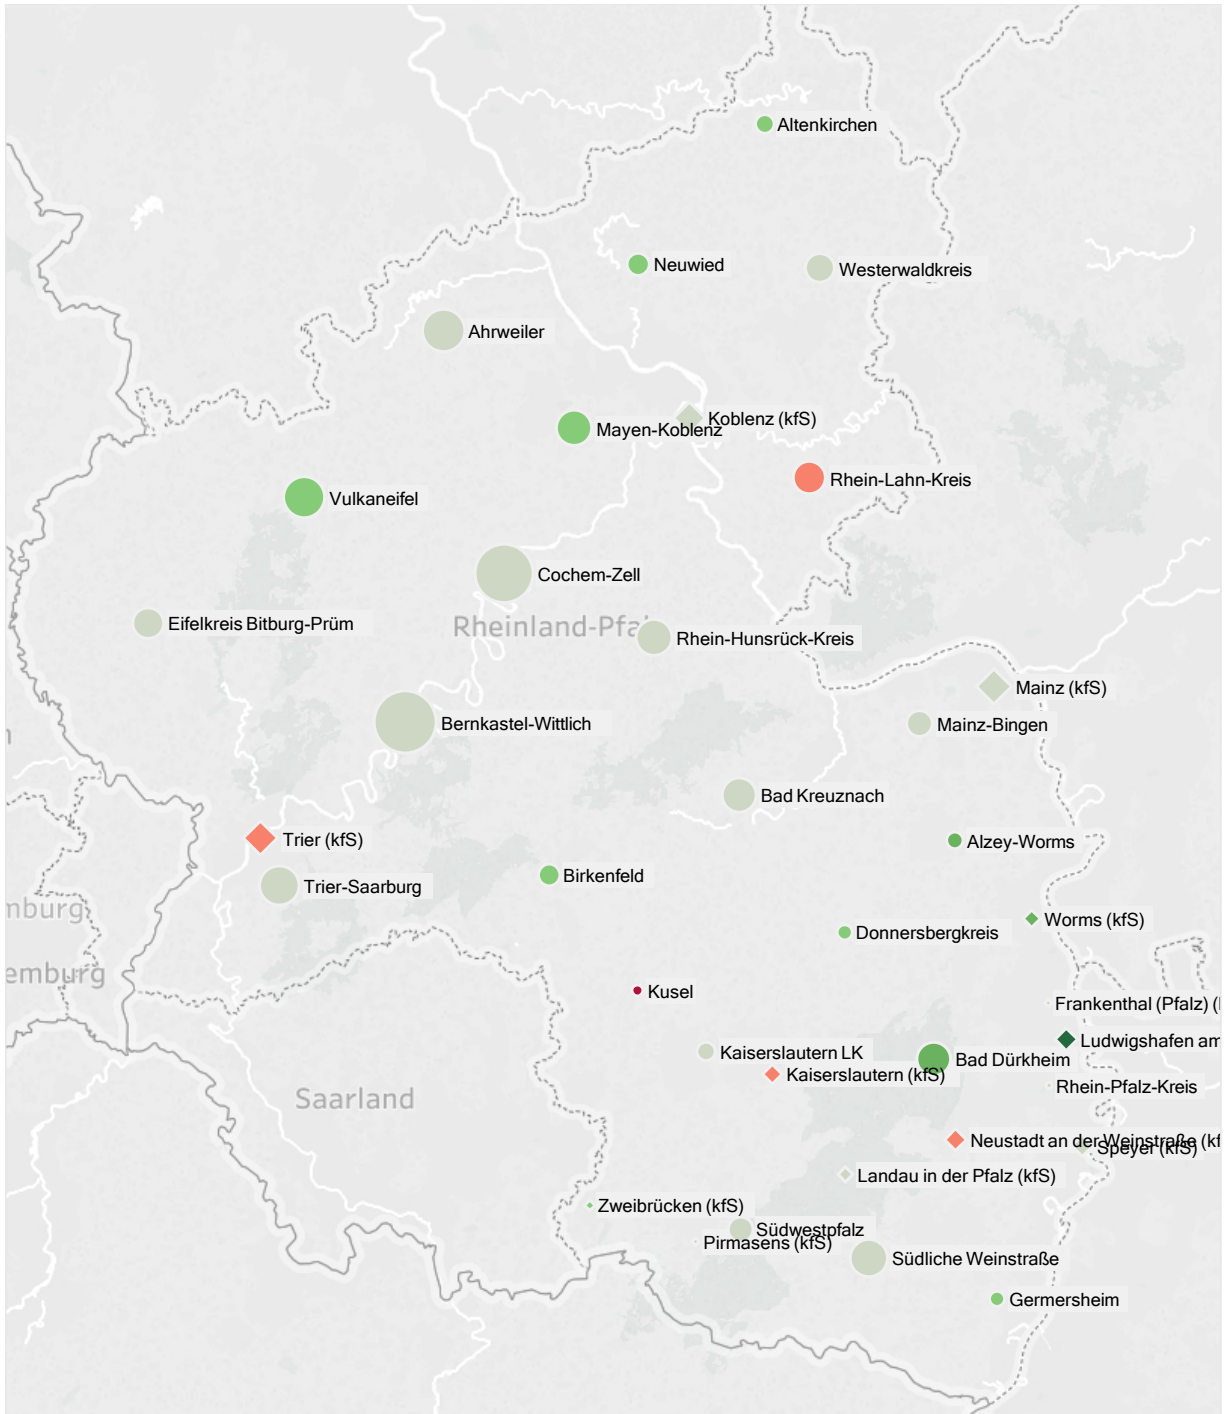 Altenkirchen
Neuwied
Westerwaldkreis
Ahrweiler
Koblenz (kfS)
Mayen-Koblenz
Rhein-Lahn-Kreis
Vulkaneifel
Cochem-Zell
Eifelkreis Bitburg-Prüm
Rheinland-Pfal
Rhein-Hunsrück-Kreis
Mainz (kfS)
Bernkastel-Wittlich
Mainz-Bingen
Bad Kreuznach
Trier (kfS)
Alzey-Worms
Birkenfeld
Trier-Saarburg
mburg
Worms (kfS)
Donnersbergkreis
emburg
Kusel
Frankenthal (Pfalz) (
Ludwigshafen am
Kaiserslautern LK
Bad Dürkheim
Kaiserslautern (kfS)
Rhein-Pfalz-Kreis
Saarland
Neustadt an der Weinstraße (kf
Speyer (kfS)
Landau in der Pfalz (kfS)
Zweibrücken (kfS)
Südwestpfalz
Pirmasens (kfS)
Südliche Weinstraße
Germersheim